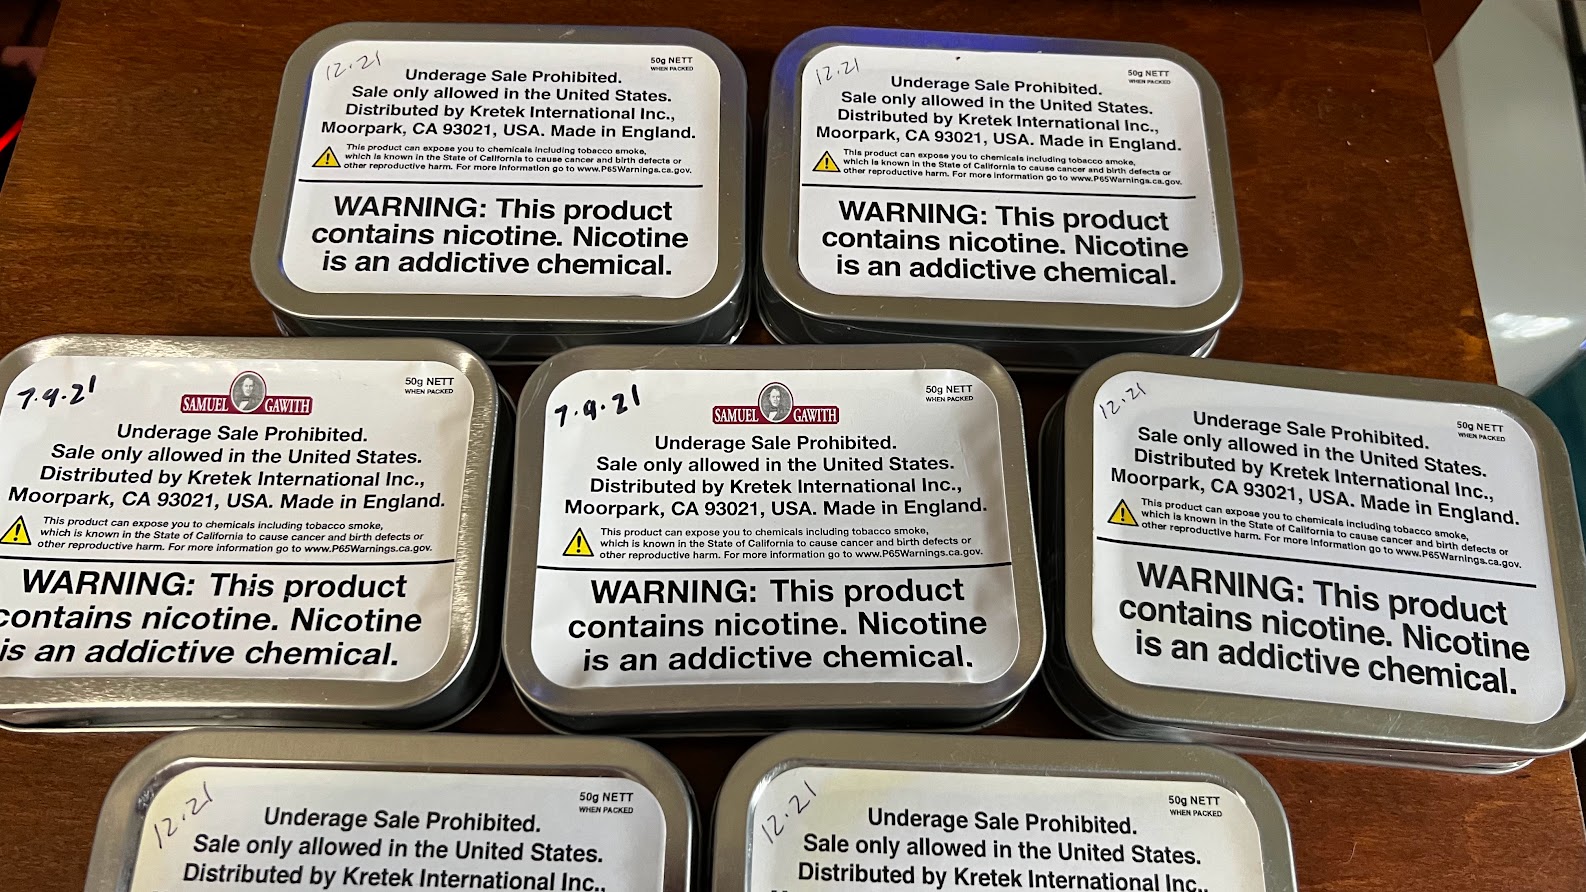 12.21
50g NETT
WHEN PACKED
Underage Sale Prohibited.
Sale only allowed in the United States.
Distributed by Kretek International Inc.,
Moorpark, CA 93021, USA. Made in England.
This product can expose you to chemicals including tobacco smoke,
which is known in the State of California to cause cancer and birth defects or
other reproductive harm. For more information go to www.P65Warnings.ca.gov.
WARNING: This product
contains nicotine. Nicotine
is an addictive chemical.
12.21
50g NETT
WHEN PACKED
Underage Sale Prohibited.
Sale only allowed in the United States.
Distributed by Kretek International Inc.,
Moorpark, CA 93021, USA. Made in England.
This product can expose you to chemicals including tobacco smoke,
which is known in the State of California to cause cancer and birth defects or
other reproductive harm. For more information go to www.P65Warnings.ca.gov.
WARNING: This product
contains nicotine. Nicotine
is an addictive chemical.
7.9.21
SAMUEL GAWITH
50g NETT
WHEN PACKED
Underage Sale Prohibited.
Sale only allowed in the United States.
Distributed by Kretek International Inc.,
Moorpark, CA 93021, USA. Made in England.
This product can expose you to chemicals including tobacco smoke,
which is known in the State of California to cause cancer and birth defects or
other reproductive harm. For more information go to www.P65Warnings.ca.gov.
WARNING: This product
contains nicotine. Nicotine
is an addictive chemical.
7.9.21
SAMUEL GAWITH
50g NETT
WHEN PACKED
Underage Sale Prohibited.
Sale only allowed in the United States.
Distributed by Kretek International Inc.,
Moorpark, CA 93021, USA. Made in England.
This product can expose you to chemicals including tobacco smoke,
which is known in the State of California to cause cancer and birth defects or
other reproductive harm. For more information go to www.P65Warnings.ca.gov.
WARNING: This product
contains nicotine. Nicotine
is an addictive chemical.
12.21
50g NETT
WHEN PACKED
Underage Sale Prohibited.
Sale only allowed in the United States.
Distributed by Kretek International Inc.,
Moorpark, CA 93021, USA. Made in England.
This product can expose you to chemicals including tobacco smoke,
which is known in the State of California to cause cancer and birth defects or
other reproductive harm. For more information go to www.P65Warnings.ca.gov.
WARNING: This product
contains nicotine. Nicotine
is an addictive chemical.
12.21
50g NETT
WHEN PACKED
Underage Sale Prohibited.
Sale only allowed in the United States.
Distributed by Kretek International Inc.,
12.21
50g NETT
WHEN PACKED
Underage Sale Prohibited.
Sale only allowed in the United States.
Distributed by Kretek International Inc.,